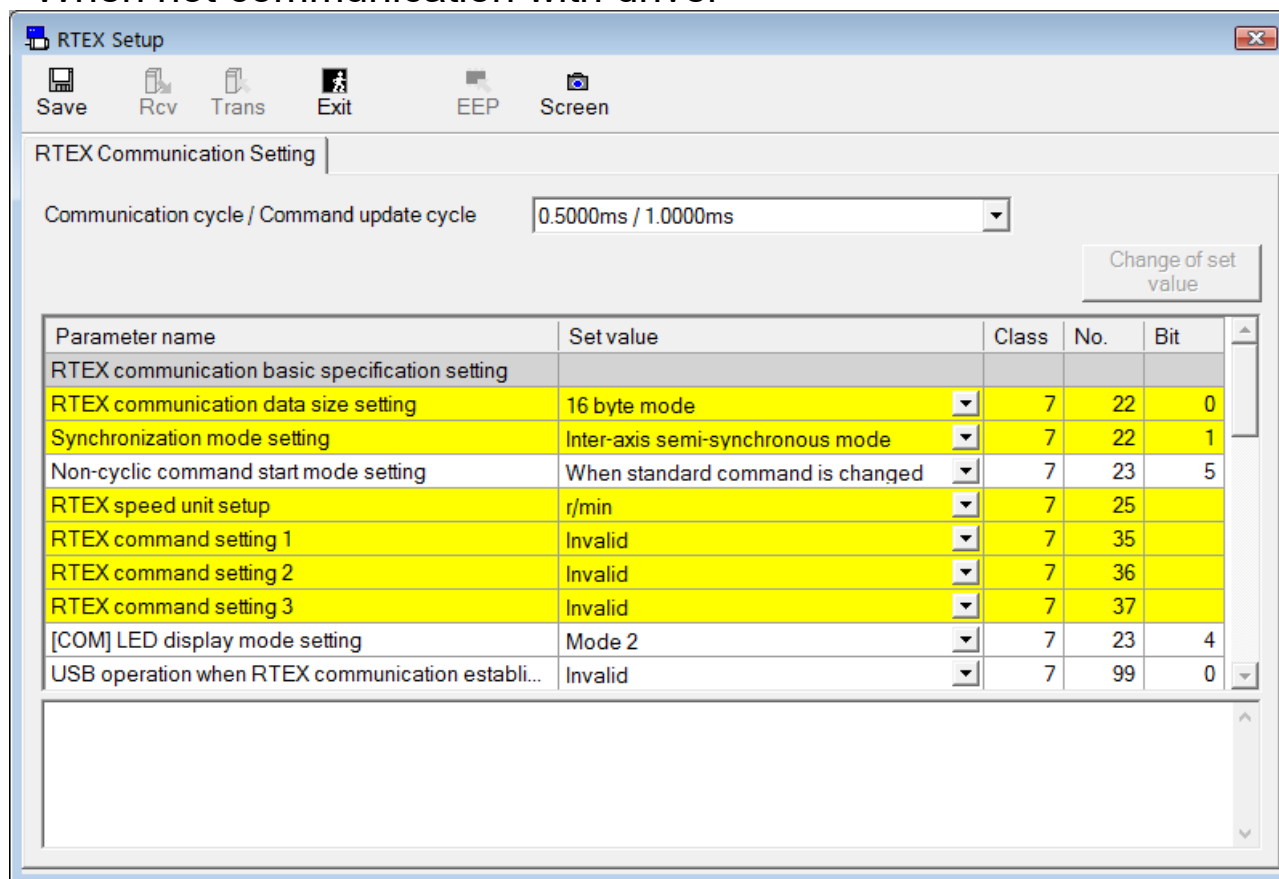 When not communication with driver
RTEX Setup
Save Rcv Trans Exit EEP Screen
RTEX Communication Setting
Communication cycle / Command update cycle 0.5000ms / 1.0000ms
Change of set
value
Parameter name Set value Class No. Bit
RTEX communication basic specification setting
RTEX communication data size setting 16 byte mode 7 22 0
Synchronization mode setting Inter-axis semi-synchronous mode 7 22 1
Non-cyclic command start mode setting When standard command is changed 7 23 5
RTEX speed unit setup r/min 7 25
RTEX command setting 1 Invalid 7 35
RTEX command setting 2 Invalid 7 36
RTEX command setting 3 Invalid 7 37
[COM] LED display mode setting Mode 2 7 23 4
USB operation when RTEX communication establi... Invalid 7 99 0